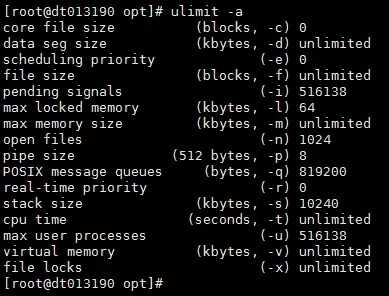 [root@dt013190 opt]# ulimit -a
core file size          (blocks, -c) 0
data seg size           (kbytes, -d) unlimited
scheduling priority             (-e) 0
file size               (blocks, -f) unlimited
pending signals                 (-i) 516138
max locked memory       (kbytes, -l) 64
max memory size         (kbytes, -m) unlimited
open files                      (-n) 1024
pipe size            (512 bytes, -p) 8
POSIX message queues     (bytes, -q) 819200
real-time priority              (-r) 0
stack size              (kbytes, -s) 10240
cpu time               (seconds, -t) unlimited
max user processes              (-u) 516138
virtual memory          (kbytes, -v) unlimited
file locks                      (-x) unlimited
[root@dt013190 opt]#